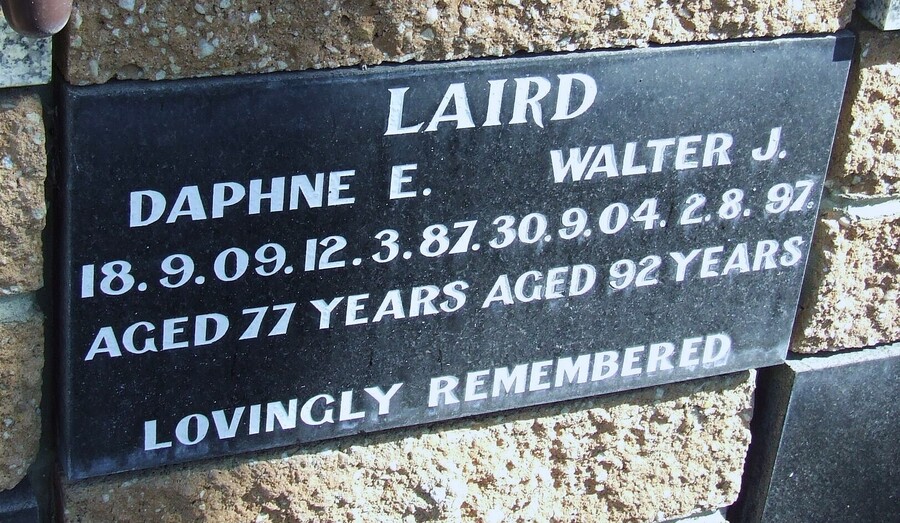 LAIRD
DAPHNE E. WALTER J.
18.9.09.12.3.87.30.9.04.2.8.97.
AGED 77 YEARS AGED 92 YEARS
LOVINGLY REMEMBERED